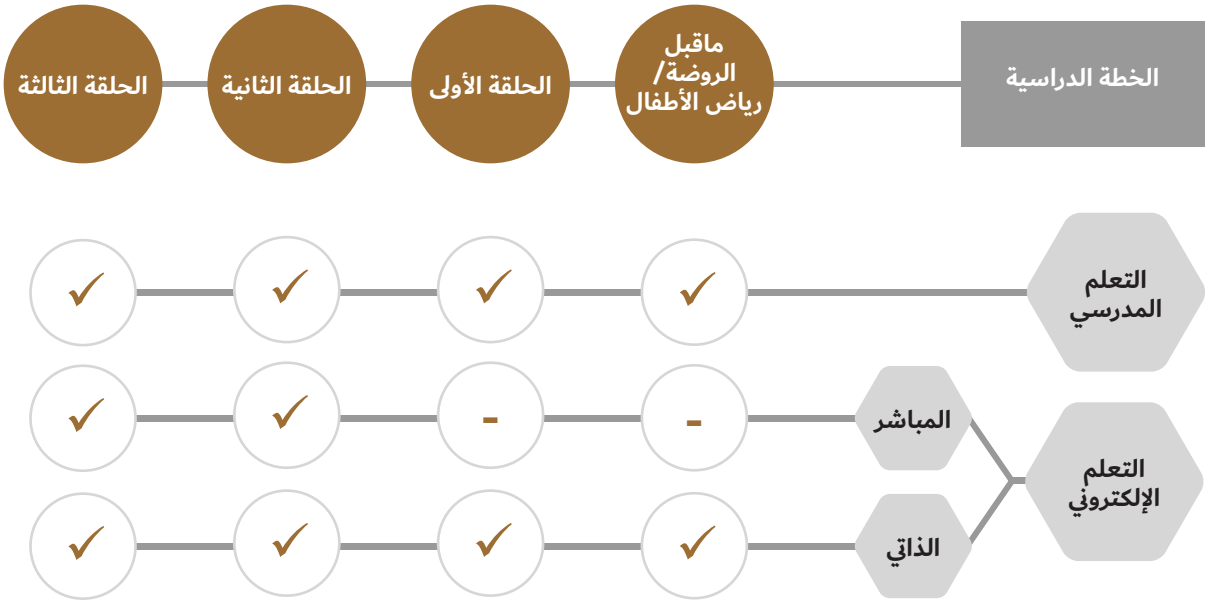 الخطة الدراسية
ماقبل
الروضة/
رياض الأطفال
الحلقة الأولى
الحلقة الثانية
الحلقة الثالثة
التعلم
المدرسي
✓
✓
✓
✓
التعلم
الإلكتروني
المباشر
-
-
✓
✓
الذاتي
✓
✓
✓
✓